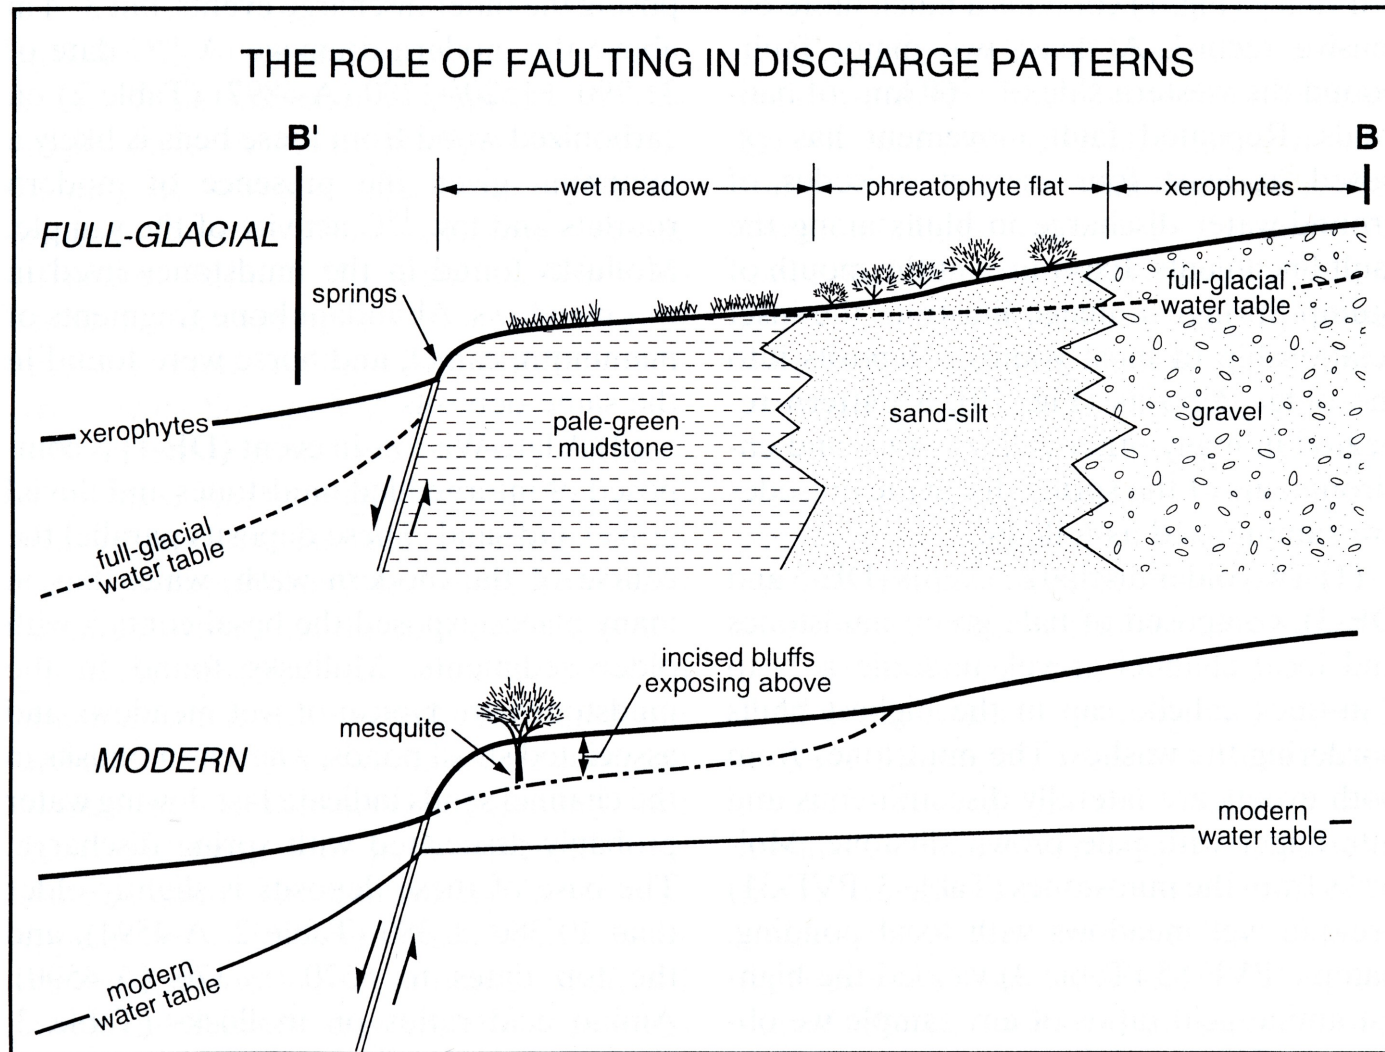 THE ROLE OF FAULTING IN DISCHARGE PATTERNS
B'
B
wet meadow
phreatophyte flat
xerophytes
FULL-GLACIAL
springs
full-glacial
water table
xerophytes
pale-green
mudstone
sand-silt
gravel
full-glacial
water table
incised bluffs
exposing above
mesquite
MODERN
modern
water table
modern
water table